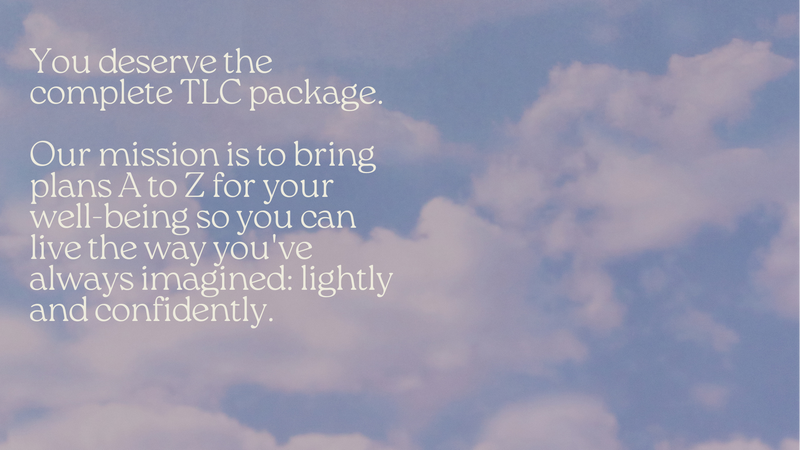 You deserve the
complete TLC package.
Our mission is to bring
plans A to Z for your
well-being so you can
live the way you've
always imagined: lightly
and confidently.